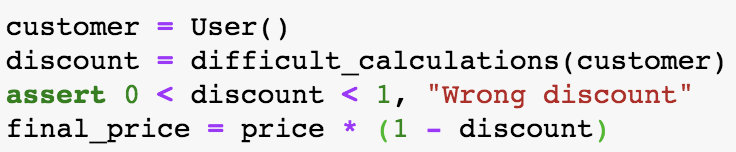 customer = User()
discount = difficult_calculations(customer)
assert 0 < discount < 1, "Wrong discount"
final_price = price * (1 - discount)